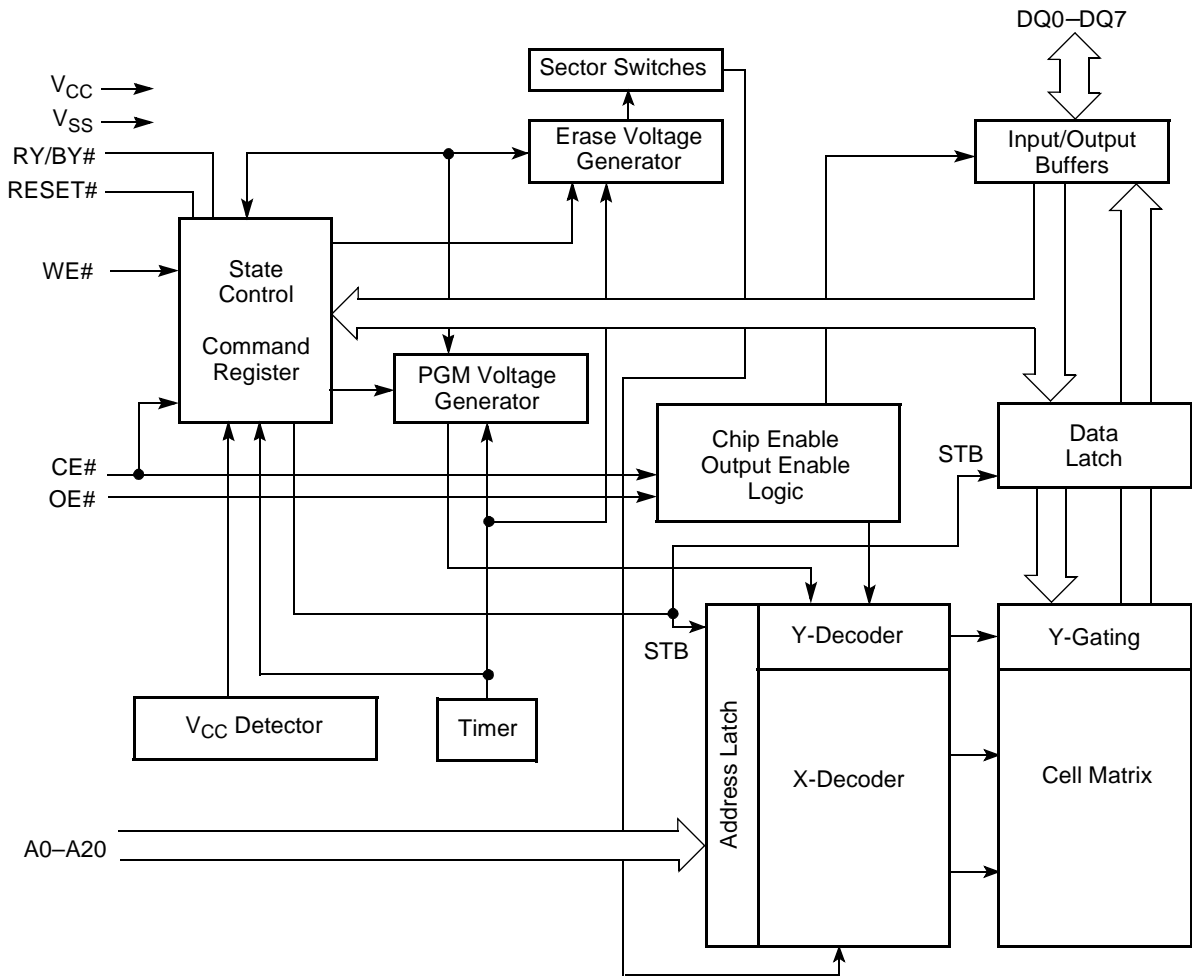 DQ0–DQ7
Sector Switches
VCC
VSS
RY/BY#
RESET#
Erase Voltage
Generator
Input/Output
Buffers
WE#
State
Control
Command
Register
PGM Voltage
Generator
Chip Enable
Output Enable
Logic
STB
Data
Latch
CE#
OE#
STB
Y-Decoder
Y-Gating
VCC Detector
Timer
Address Latch
X-Decoder
Cell Matrix
A0–A20